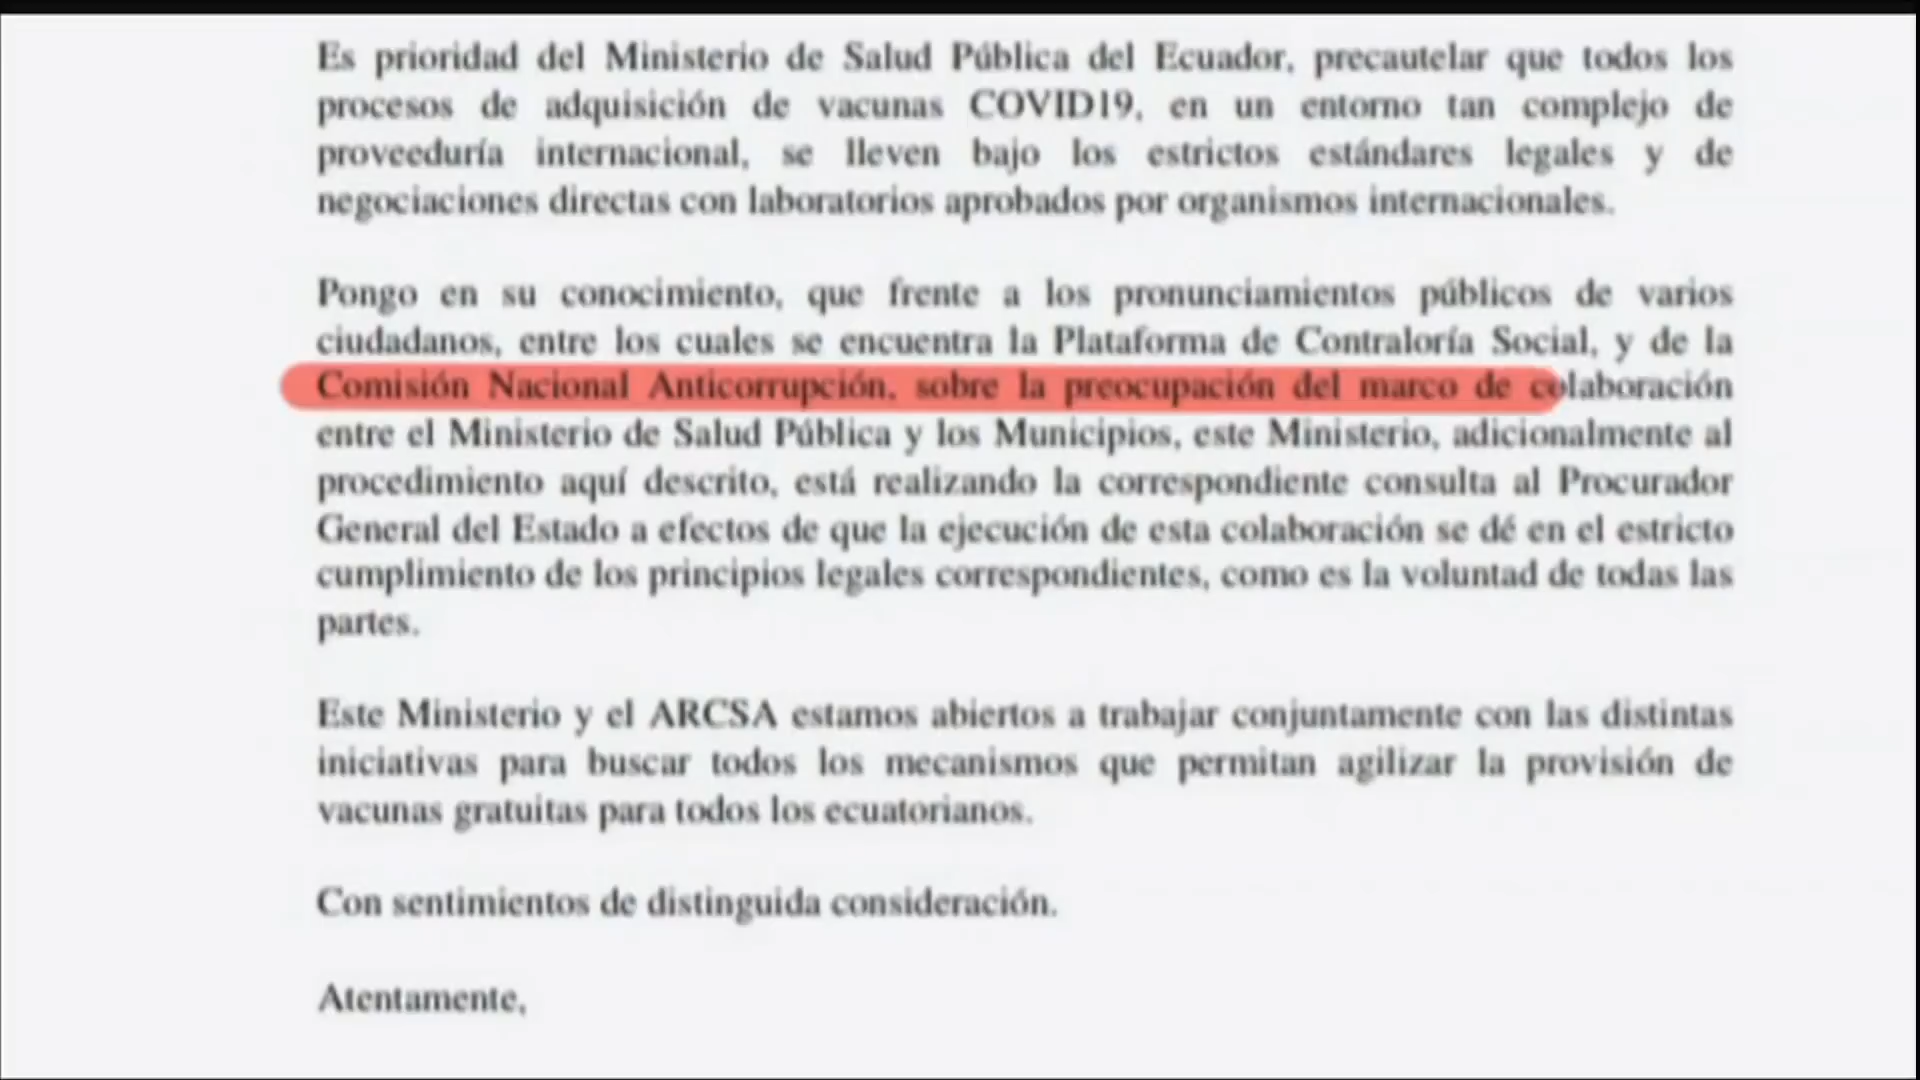 Es prioridad del Ministerio de Salud Pública del Ecuador, precautelar que todos los
procesos de adquisición de vacunas COVID19, en un entorno tan complejo de
proveeduría internacional, se lleven bajo los estrictos estándares legales y de
negociaciones directas con laboratorios aprobados por organismos internacionales.
Pongo en su conocimiento, que frente a los pronunciamientos públicos de varios
ciudadanos, entre los cuales se encuentra la Plataforma de Contraloría Social, y de la
Comisión Nacional Anticorrupción, sobre la preocupación del marco de colaboración
entre el Ministerio de Salud Pública y los Municipios, este Ministerio, adicionalmente al
procedimiento aquí descrito, está realizando la correspondiente consulta al Procurador
General del Estado a efectos de que la ejecución de esta colaboración se dé en el estricto
cumplimiento de los principios legales correspondientes, como es la voluntad de todas las
partes.
Este Ministerio y el ARCSA estamos abiertos a trabajar conjuntamente con las distintas
iniciativas para buscar todos los mecanismos que permitan agilizar la provisión de
vacunas gratuitas para todos los ecuatorianos.
Con sentimientos de distinguida consideración.
Atentamente,